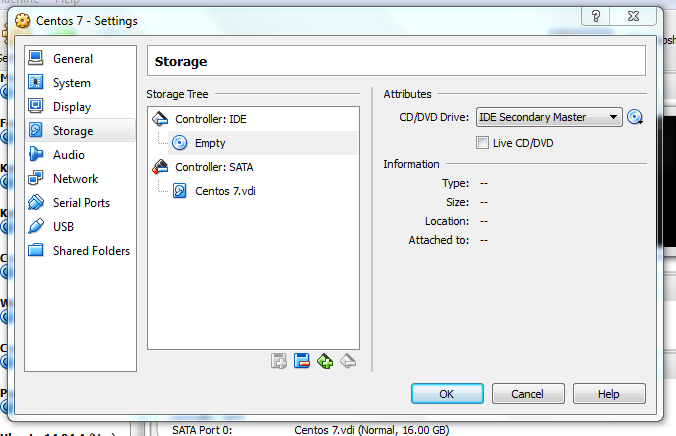 Machine Help
Centos 7 - Settings
General
System
Display
Storage
Audio
Network
Serial Ports
USB
Shared Folders
Storage
Storage Tree
Controller: IDE
Empty
Controller: SATA
Centos 7.vdi
Attributes
CD/DVD Drive: IDE Secondary Master
Live CD/DVD
Information
Type: --
Size: --
Location: --
Attached to: --
OK Cancel Help
SATA Port 0: Centos 7.vdi (Normal, 16.00 GB)